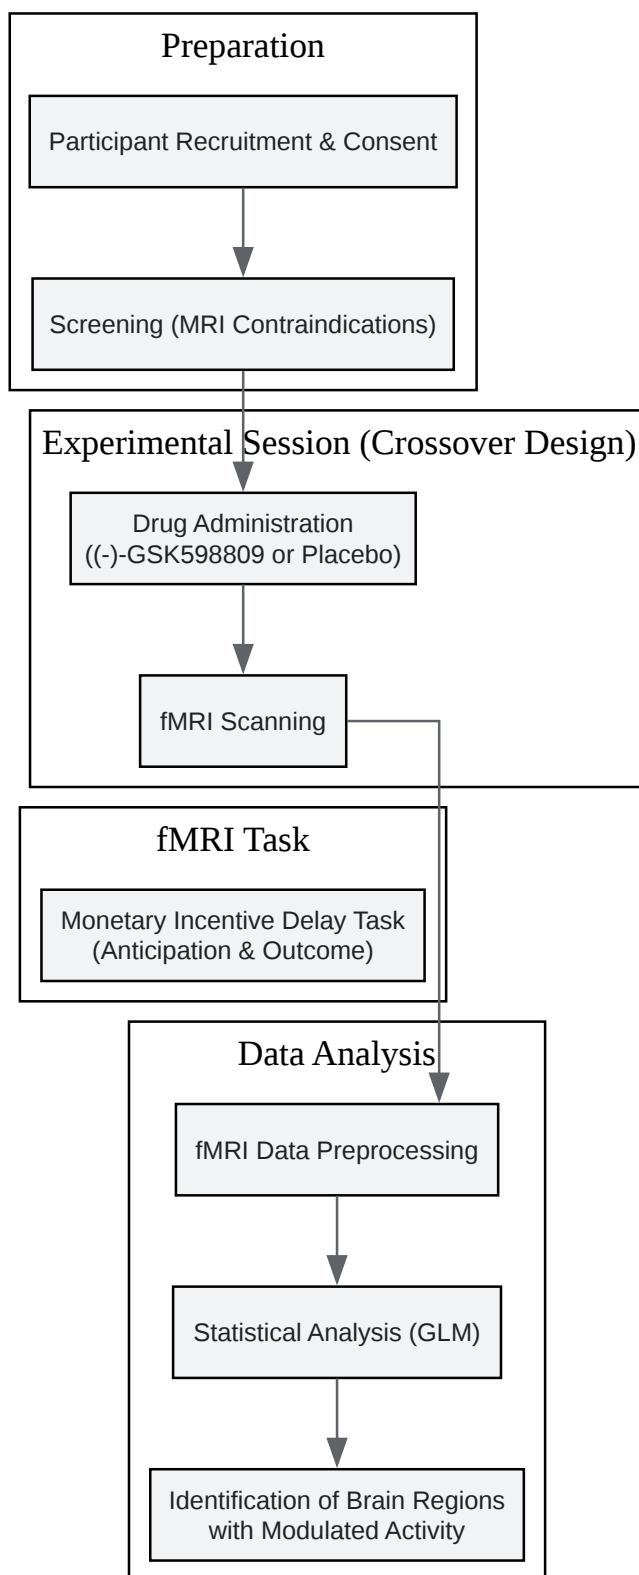 Preparation
Participant Recruitment & Consent
Screening (MRI Contraindications)
Experimental Session (Crossover Design)
Drug Administration
((-)-GSK598809 or Placebo)
fMRI Scanning
fMRI Task
Monetary Incentive Delay Task
(Anticipation & Outcome)
Data Analysis
fMRI Data Preprocessing
Statistical Analysis (GLM)
Identification of Brain Regions
with Modulated Activity